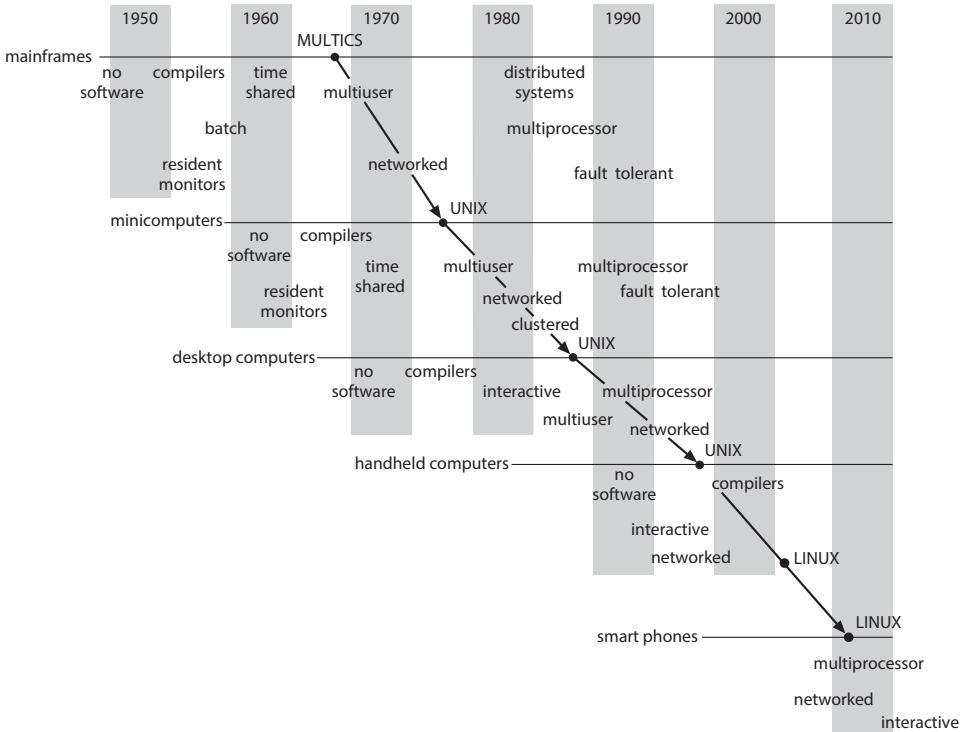 1950 1960 1970 1980 1990 2000 2010
MULTICS
mainframes
no compilers time distributed
software shared multiuser systems
batch multiprocessor
resident networked fault tolerant
monitors
UNIX
minicomputers
no compilers
software time multiuser multiprocessor
shared
resident networked fault tolerant
monitors
clustered
UNIX
desktop computers
no compilers
software interactive multiprocessor
multiuser networked
UNIX
handheld computers
no compilers
software
interactive
networked LINUX
LINUX
smart phones
multiprocessor
networked
interactive